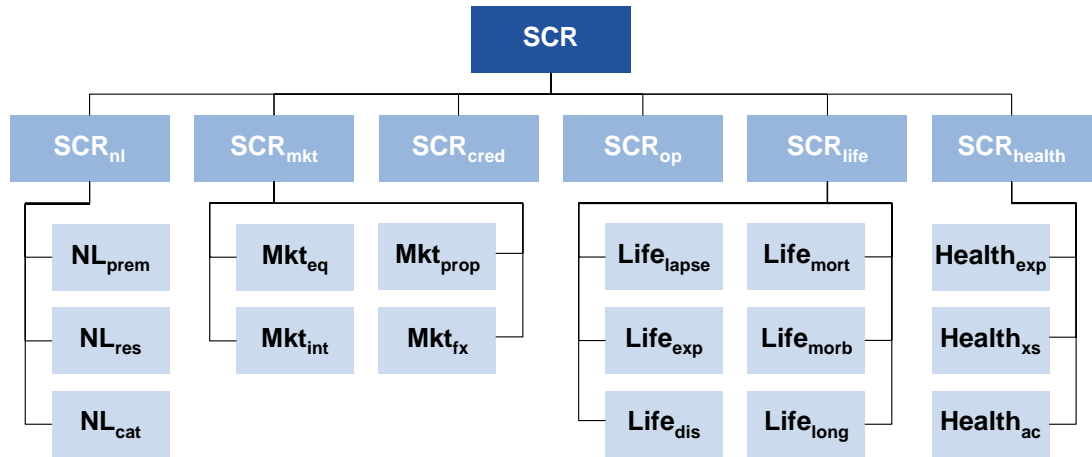 SCR
SCRnl
SCRmkt
SCRcred
SCRop
SCRlife
SCRhealth
NLprem
Mkteq
Mktprop
Lifelapse
Lifemort
Healthexp
NLres
Mktint
Mktfx
Lifeexp
Lifemorb
Healthxs
NLcat
Lifedis
Lifelong
Healthac